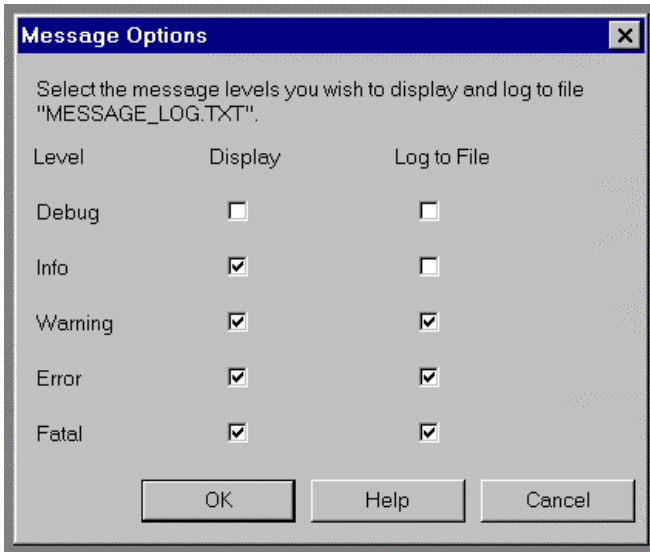 Message Options
Select the message levels you wish to display and log to file
"MESSAGE_LOG.TXT".
Level Display Log to File
Debug
Info
Warning
Error
Fatal
OK Help Cancel